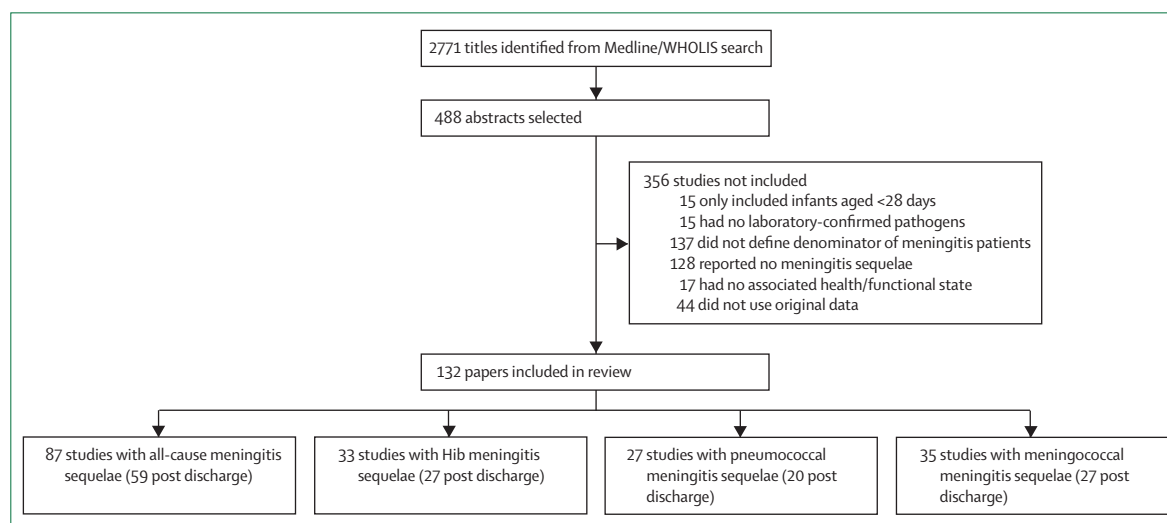 2771 titles identified from Medline/WHOLIS search
488 abstracts selected
356 studies not included
15 only included infants aged <28 days
15 had no laboratory-confirmed pathogens
137 did not define denominator of meningitis patients
128 reported no meningitis sequelae
17 had no associated health/functional state
44 did not use original data
132 papers included in review
87 studies with all-cause meningitis
sequelae (59 post discharge)
33 studies with Hib meningitis
sequelae (27 post discharge)
27 studies with pneumococcal
meningitis sequelae (20 post
discharge)
35 studies with meningococcal
meningitis sequelae (27 post
discharge)